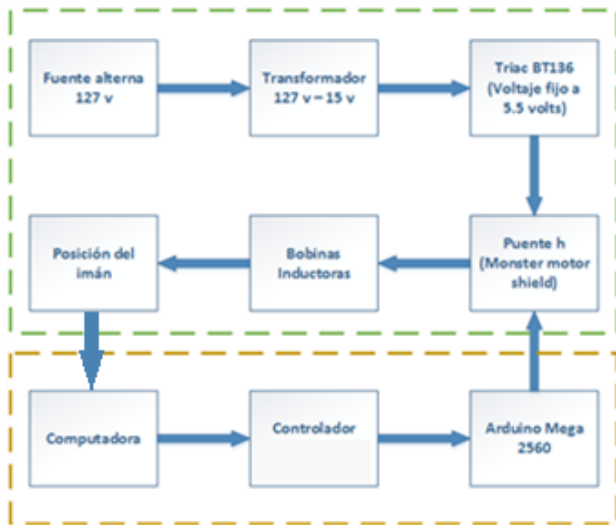 Fuente alterna
127 v
Transformador
127 v – 15 v
Triac BT136
(Voltaje fijo a
5.5 volts)
Posición del
imán
Bobinas
Inductoras
Puente h
(Monster motor
shield)
Computadora
Controlador
Arduino Mega
2560